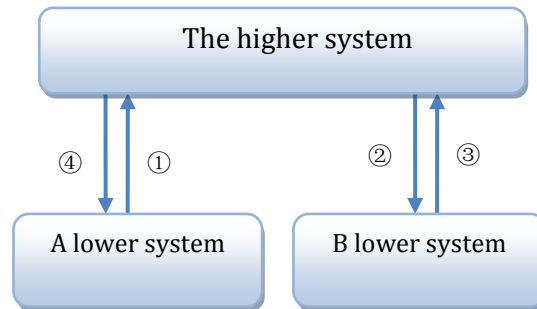 The higher system
④ ① ② ③
A lower system B lower system